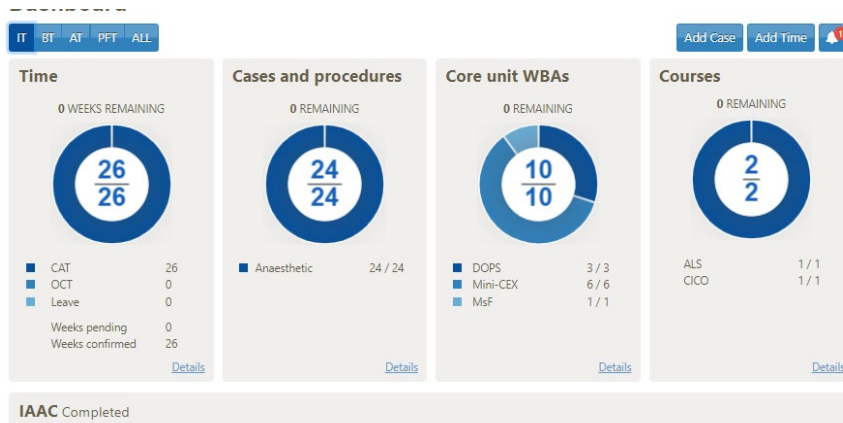 IT BT AT PFT ALL
Add Case Add Time
Time
0 WEEKS REMAINING
26
26
CAT 26
OCT 0
Leave 0
Weeks pending 0
Weeks confirmed 26
Details
Cases and procedures
0 REMAINING
24
24
Anaesthetic 24 / 24
Details
Core unit WBAs
0 REMAINING
10
10
DOPS 3 / 3
Mini-CEX 6 / 6
MsF 1 / 1
Details
Courses
0 REMAINING
2
2
ALS 1 / 1
CICO 1 / 1
Details
IAAC Completed